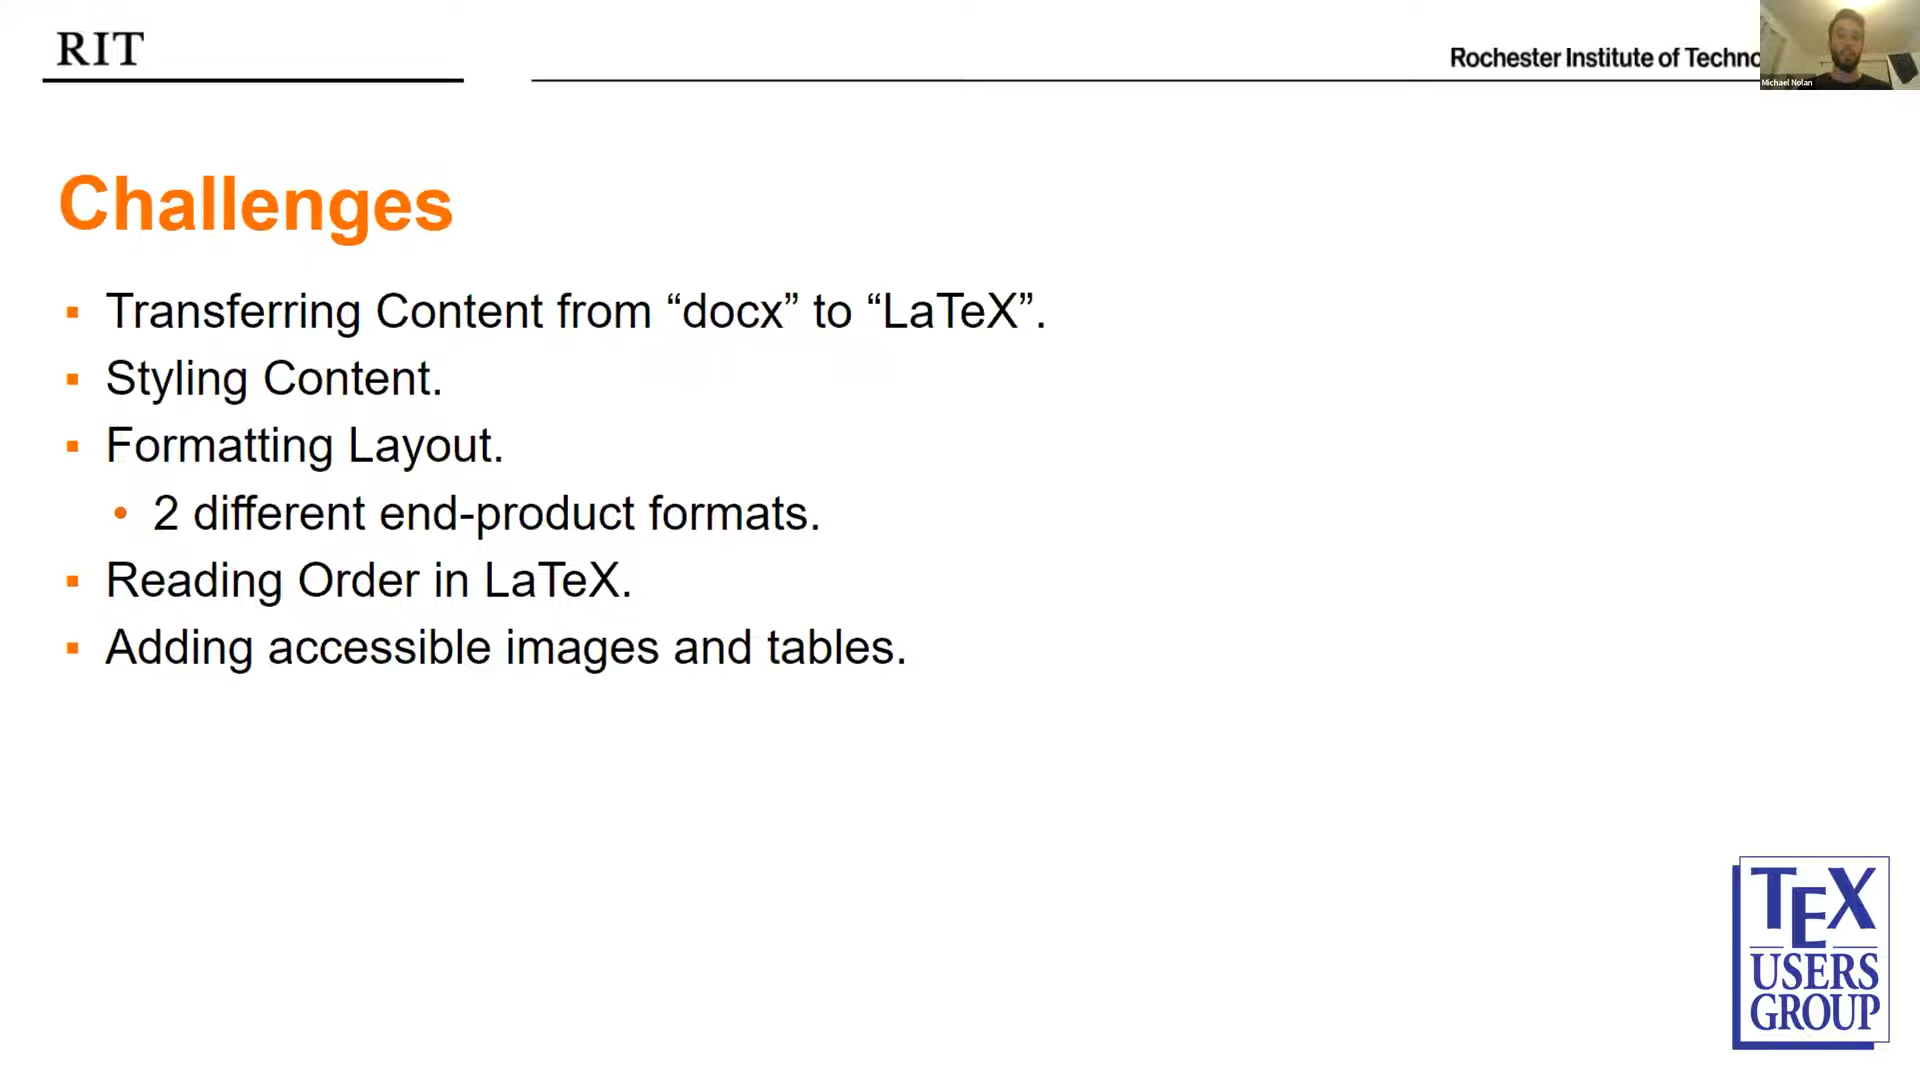 RIT
Rochester Institute of Techno
Michael Nolan
Challenges
▪ Transferring Content from “docx” to “LaTeX”.
▪ Styling Content.
▪ Formatting Layout.
• 2 different end-product formats.
▪ Reading Order in LaTeX.
▪ Adding accessible images and tables.
TEX
USERS
GROUP